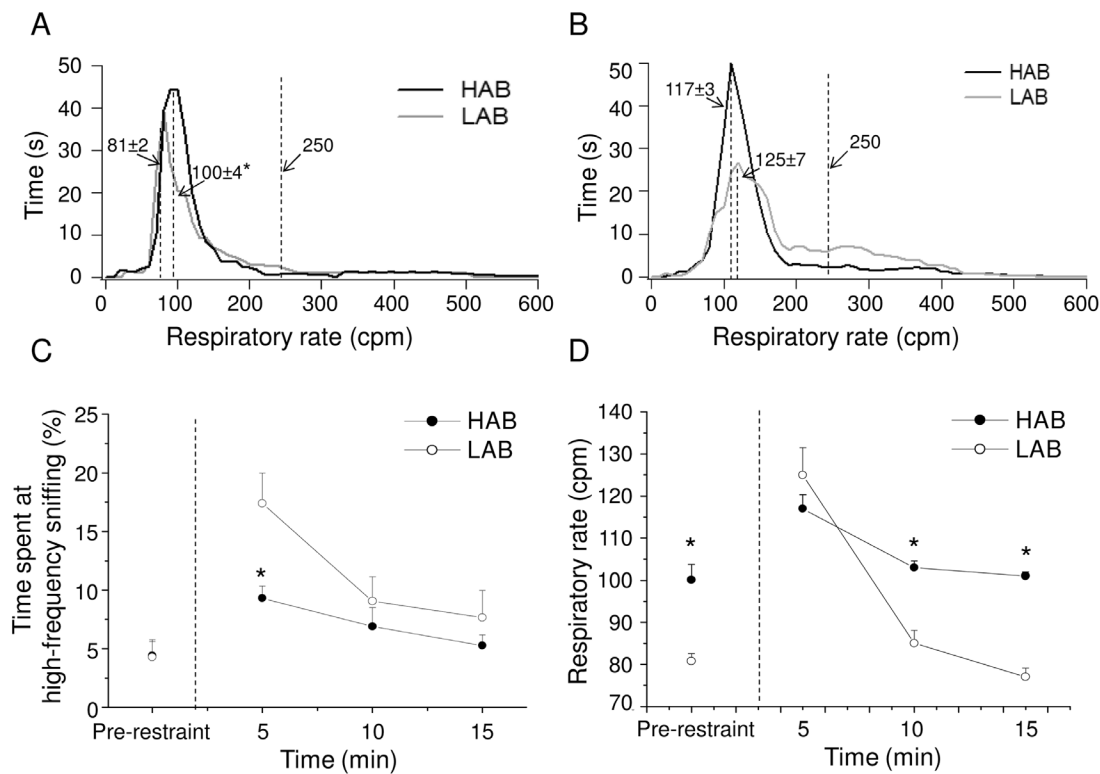 A
50
40
30
20
10
0
Time (s)
HAB
LAB
81±2
100±4*
250
0 100 200 300 400 500 600
Respiratory rate (cpm)
B
50
40
30
20
10
0
Time (s)
HAB
LAB
117±3
125±7
250
0 100 200 300 400 500 600
Respiratory rate (cpm)
C
25
20
15
10
5
0
Time spent at
high-frequency sniffing (%)
HAB
LAB
*
Pre-restraint 5 10 15
Time (min)
D
140
130
120
110
100
90
80
70
Respiratory rate (cpm)
HAB
LAB
* * *
Pre-restraint 5 10 15
Time (min)